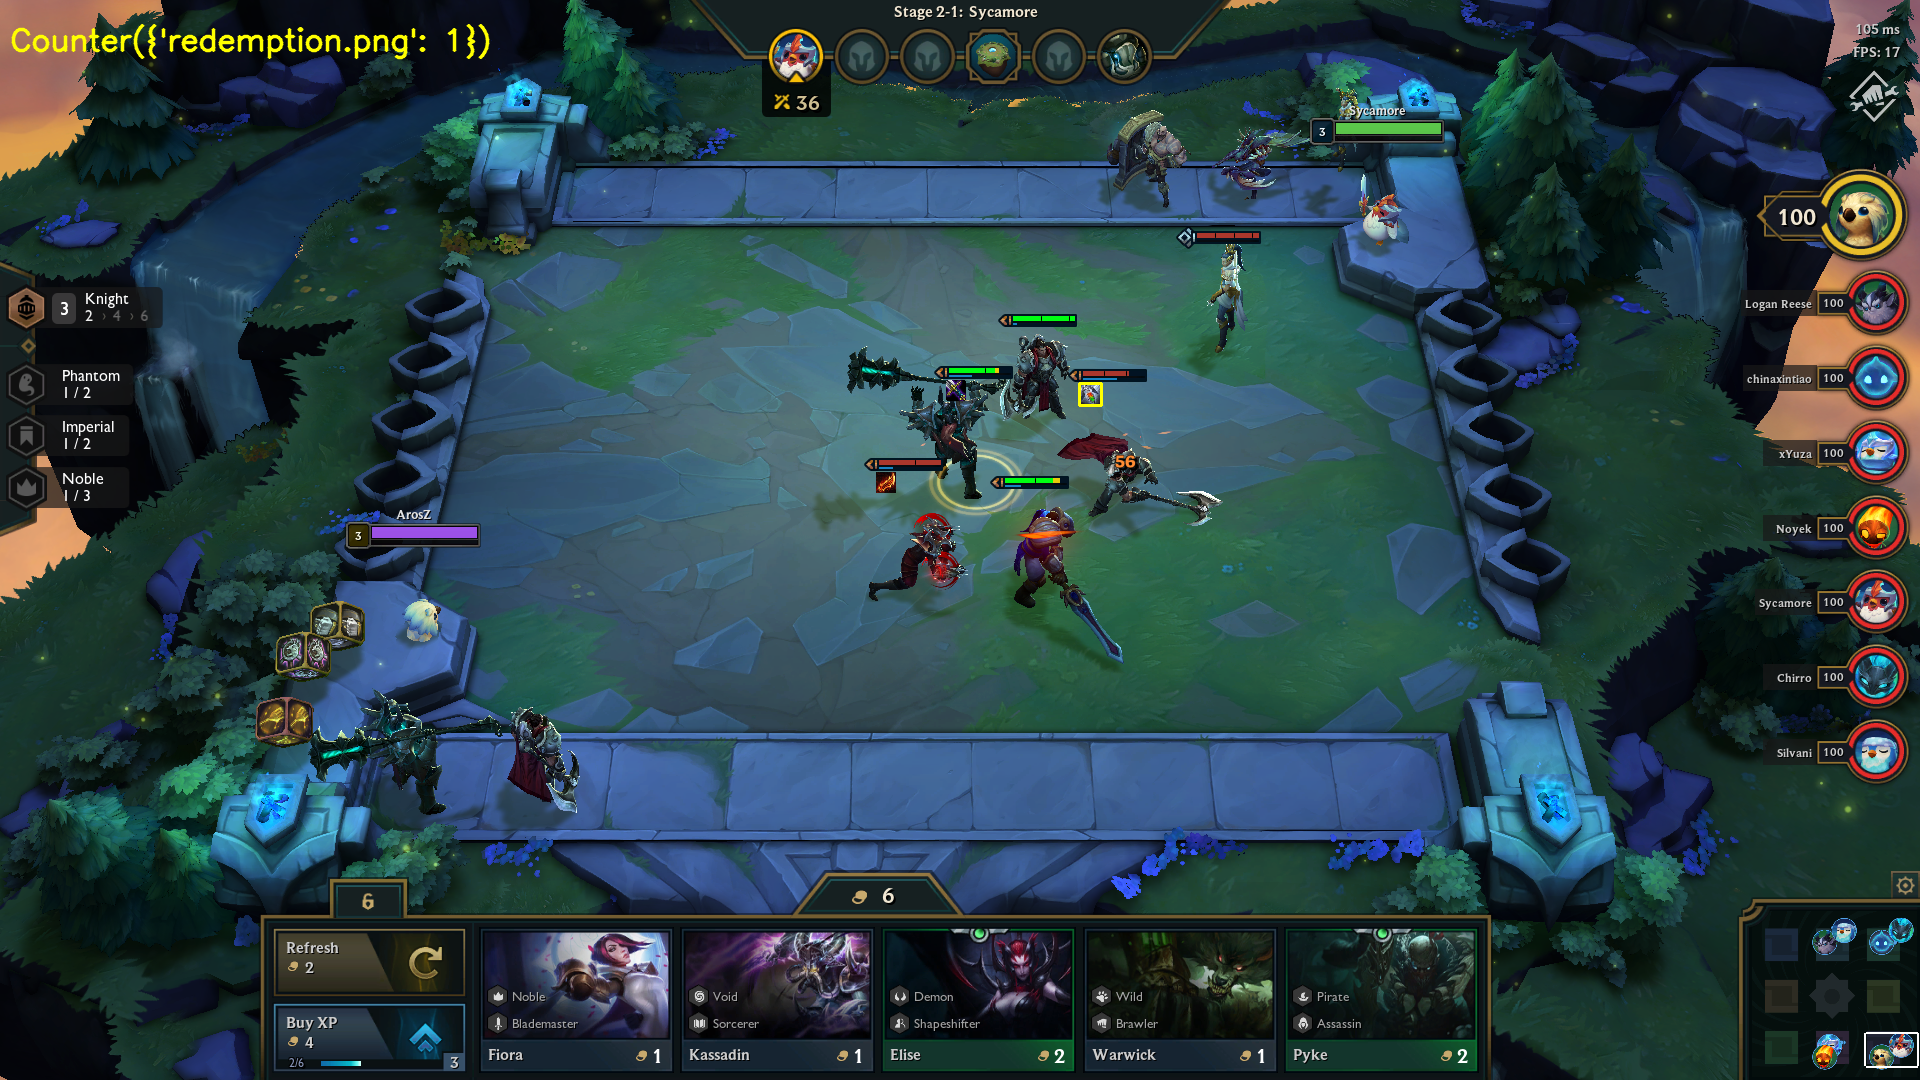 Counter({'redemption.png': 1})
Stage 2-1: Sycamore
36
105 ms
FPS: 17
Sycamore
3
100
Logan Reese 100
chinaxintiao 100
xYuza 100
Noyek 100
Sycamore 100
Chirro 100
Silvani 100
3 Knight
2 › 4 › 6
Phantom
1 / 2
Imperial
1 / 2
Noble
1 / 3
ArosZ
3
56
6
6
Refresh
2
Buy XP
4
2/6
3
Noble
Blademaster
Fiora 1
Void
Sorcerer
Kassadin 1
Demon
Shapeshifter
Elise 2
Wild
Brawler
Warwick 1
Pirate
Assassin
Pyke 2